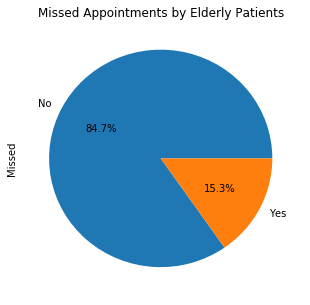 Missed Appointments by Elderly Patients
No
84.7%
Missed
15.3%
Yes